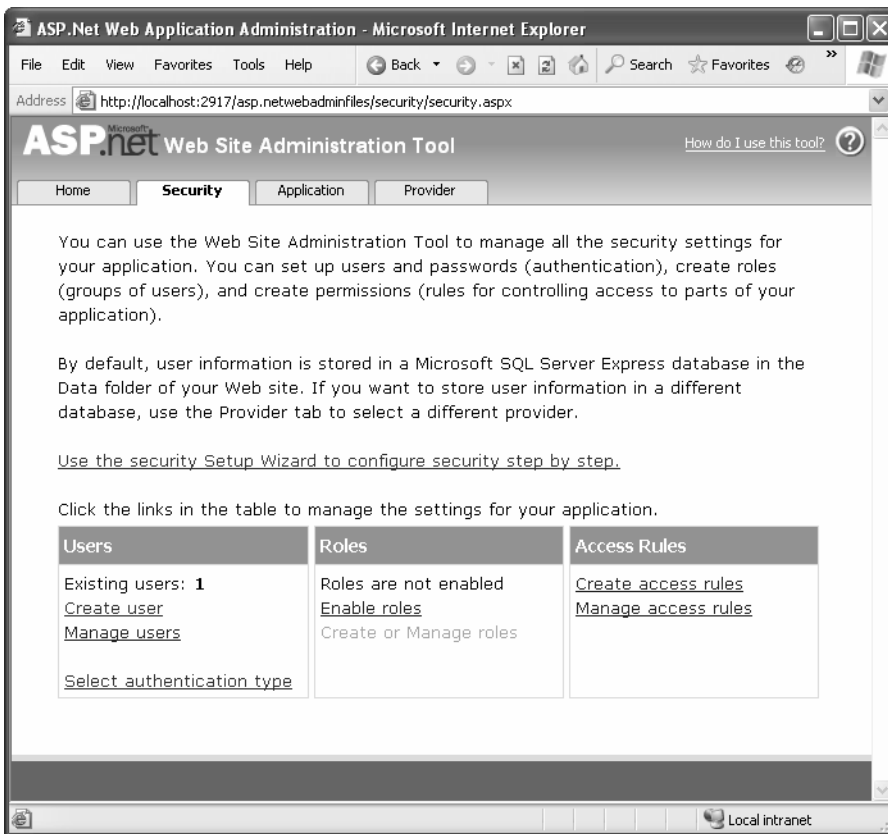 ASP.Net Web Application Administration - Microsoft Internet Explorer
File Edit View Favorites Tools Help Back Search Favorites »
Address http://localhost:2917/asp.netwebadminfiles/security/security.aspx
Microsoft
ASP.net Web Site Administration Tool How do I use this tool? ?
Home Security Application Provider
You can use the Web Site Administration Tool to manage all the security settings for
your application. You can set up users and passwords (authentication), create roles
(groups of users), and create permissions (rules for controlling access to parts of your
application).
By default, user information is stored in a Microsoft SQL Server Express database in the
Data folder of your Web site. If you want to store user information in a different
database, use the Provider tab to select a different provider.
Use the security Setup Wizard to configure security step by step.
Click the links in the table to manage the settings for your application.
Users Roles Access Rules
Existing users: 1 Roles are not enabled Create access rules
Create user Enable roles Manage access rules
Manage users Create or Manage roles
Select authentication type
Local intranet